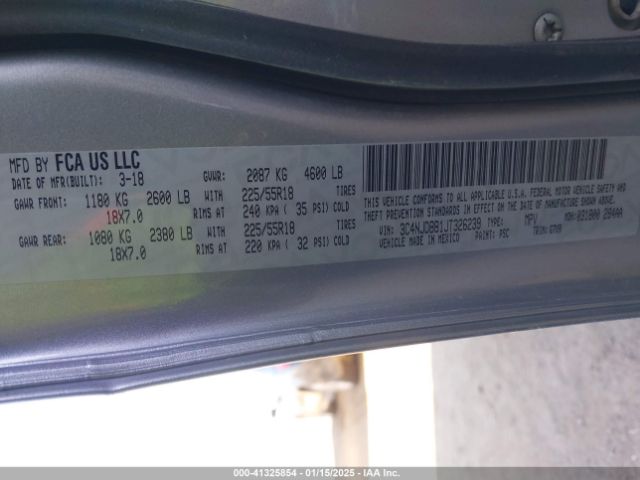 MFD BY FCA US LLC
DATE OF MFR(BUILT): 3-18 GVWR: 2087 KG 4600 LB
GAWR FRONT: 1180 KG 2600 LB WITH 225/55R18 TIRES
18X7.0 RIMS AT 240 KPA ( 35 PSI) COLD
GAWR REAR: 1080 KG 2380 LB WITH 225/55R18 TIRES
18X7.0 RIMS AT 220 KPA ( 32 PSI) COLD
THIS VEHICLE CONFORMS TO ALL APPLICABLE U.S.A. FEDERAL MOTOR VEHICLE SAFETY AND
THEFT PREVENTION STANDARDS IN EFFECT ON THE DATE OF MANUFACTURE SHOWN ABOVE.
VIN: 3C4NJDBB1JT326239 TYPE: MPV MDH: 031800 284AA
VEHICLE MADE IN MEXICO PAINT: PSC TRIM:
000-41325854 - 01/15/2025 - IAA Inc.